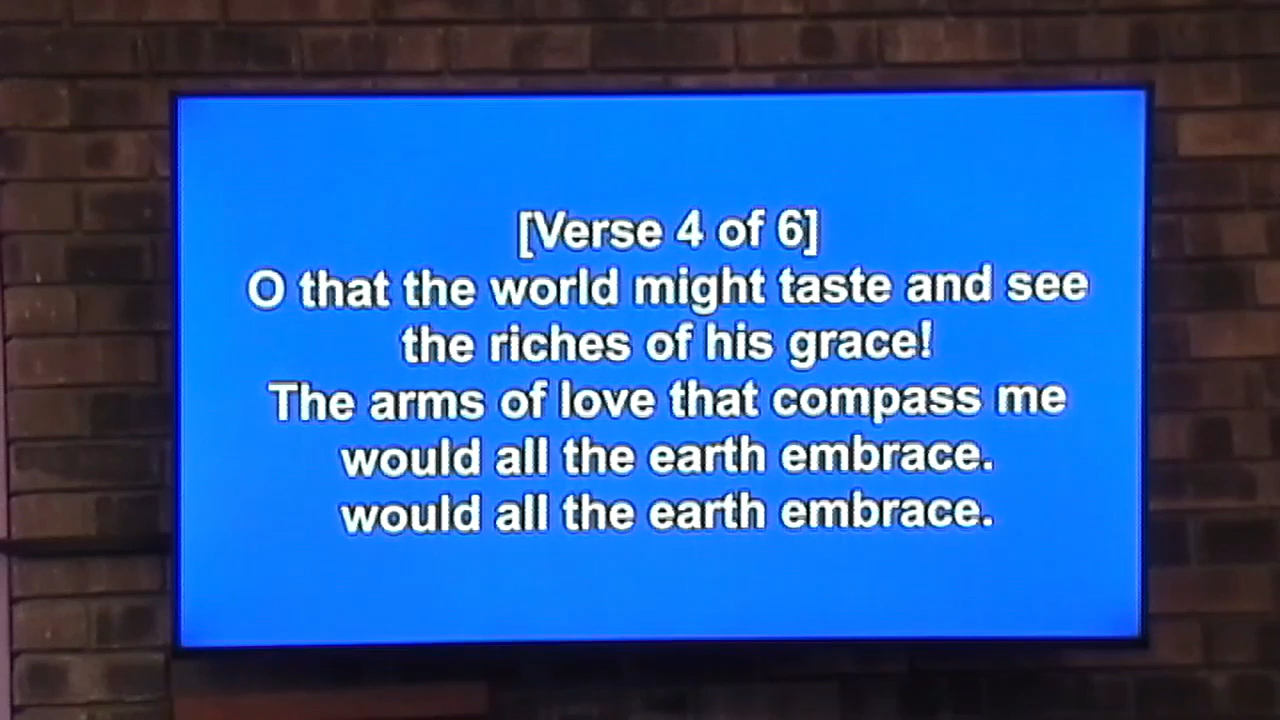 [Verse 4 of 6]
O that the world might taste and see
the riches of his grace!
The arms of love that compass me
would all the earth embrace.
would all the earth embrace.